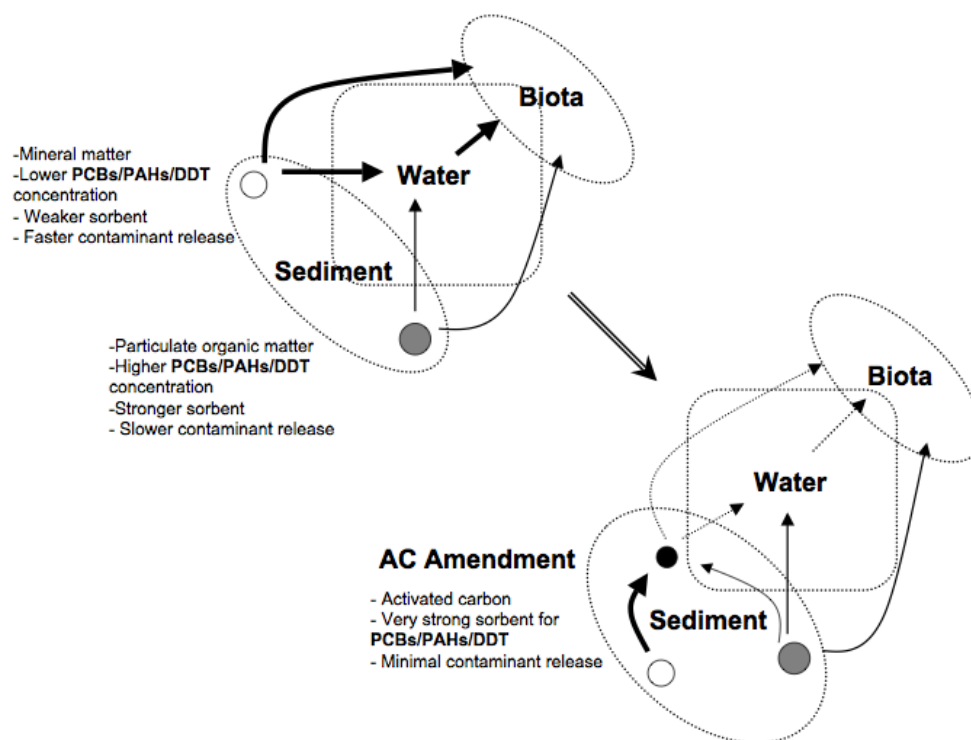 Biota
-Mineral matter
-Lower PCBs/PAHs/DDT
concentration
- Weaker sorbent
- Faster contaminant release
Water
Sediment
-Particulate organic matter
-Higher PCBs/PAHs/DDT
concentration
-Stronger sorbent
- Slower contaminant release
Biota
Water
AC Amendment
- Activated carbon
- Very strong sorbent for
PCBs/PAHs/DDT
- Minimal contaminant release
Sediment